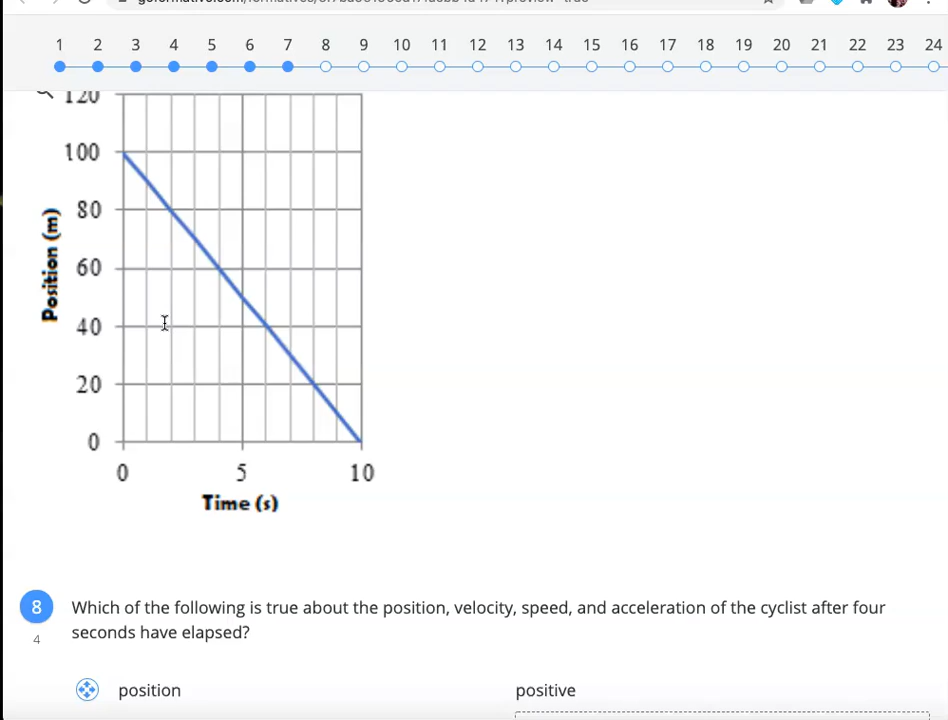 1 2 3 4 5 6 7 8 9 10 11 12 13 14 15 16 17 18 19 20 21 22 23 24
120
100
80
60
40
20
0
Position (m)
0 5 10
Time (s)
8 Which of the following is true about the position, velocity, speed, and acceleration of the cyclist after four
4 seconds have elapsed?
position positive